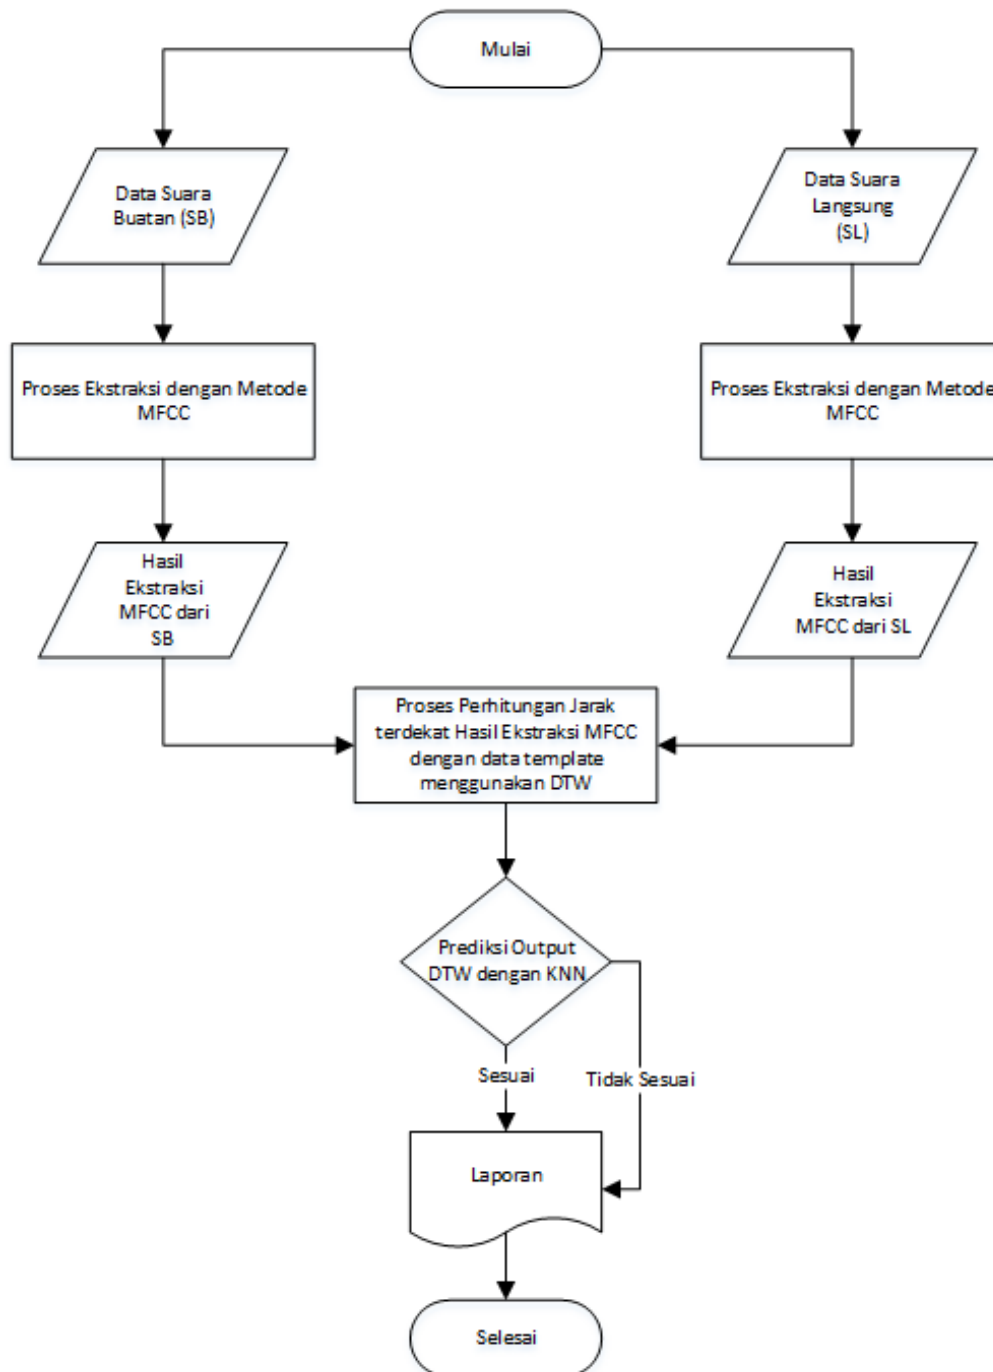 Mulai
Data Suara
Buatan (SB)
Data Suara
Langsung
(SL)
Proses Ekstraksi dengan Metode
MFCC
Proses Ekstraksi dengan Metode
MFCC
Hasil
Ekstraksi
MFCC dari
SB
Hasil
Ekstraksi
MFCC dari SL
Proses Perhitungan Jarak
terdekat Hasil Ekstraksi MFCC
dengan data template
menggunakan DTW
Prediksi Output
DTW dengan KNN
Sesuai
Tidak Sesuai
Laporan
Selesai